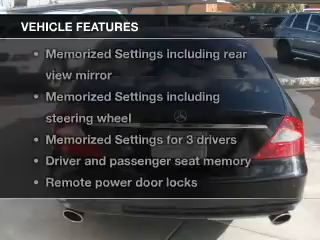 VEHICLE FEATURES
• Memorized Settings including rear
view mirror
• Memorized Settings including
steering wheel
• Memorized Settings for 3 drivers
• Driver and passenger seat memory
• Remote power door locks